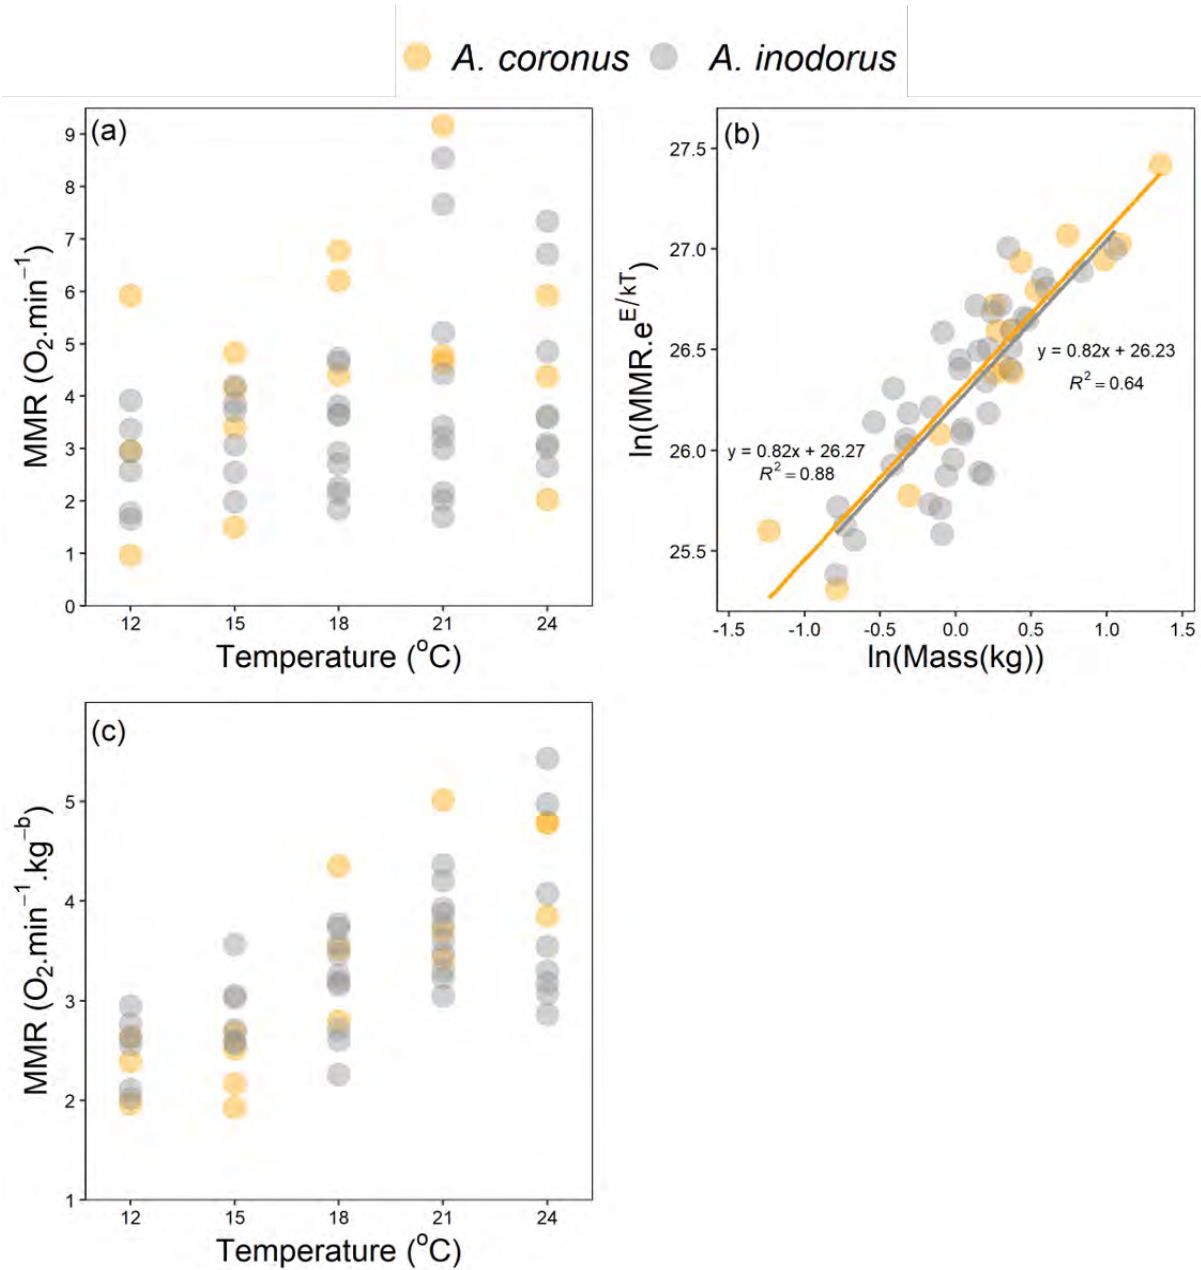 A. coronus A. inodorus
(a)
9
8
7
6
5
4
3
2
1
0
MMR (O₂.min⁻¹)
12 15 18 21 24
Temperature (°C)
(b)
27.5
27.0
26.5
26.0
25.5
ln(MMR.e^E/kT)
y = 0.82x + 26.23
R² = 0.64
y = 0.82x + 26.27
R² = 0.88
-1.5 -1.0 -0.5 0.0 0.5 1.0 1.5
ln(Mass(kg))
(c)
5
4
3
2
1
MMR (O₂.min⁻¹.kg⁻ᵇ)
12 15 18 21 24
Temperature (°C)